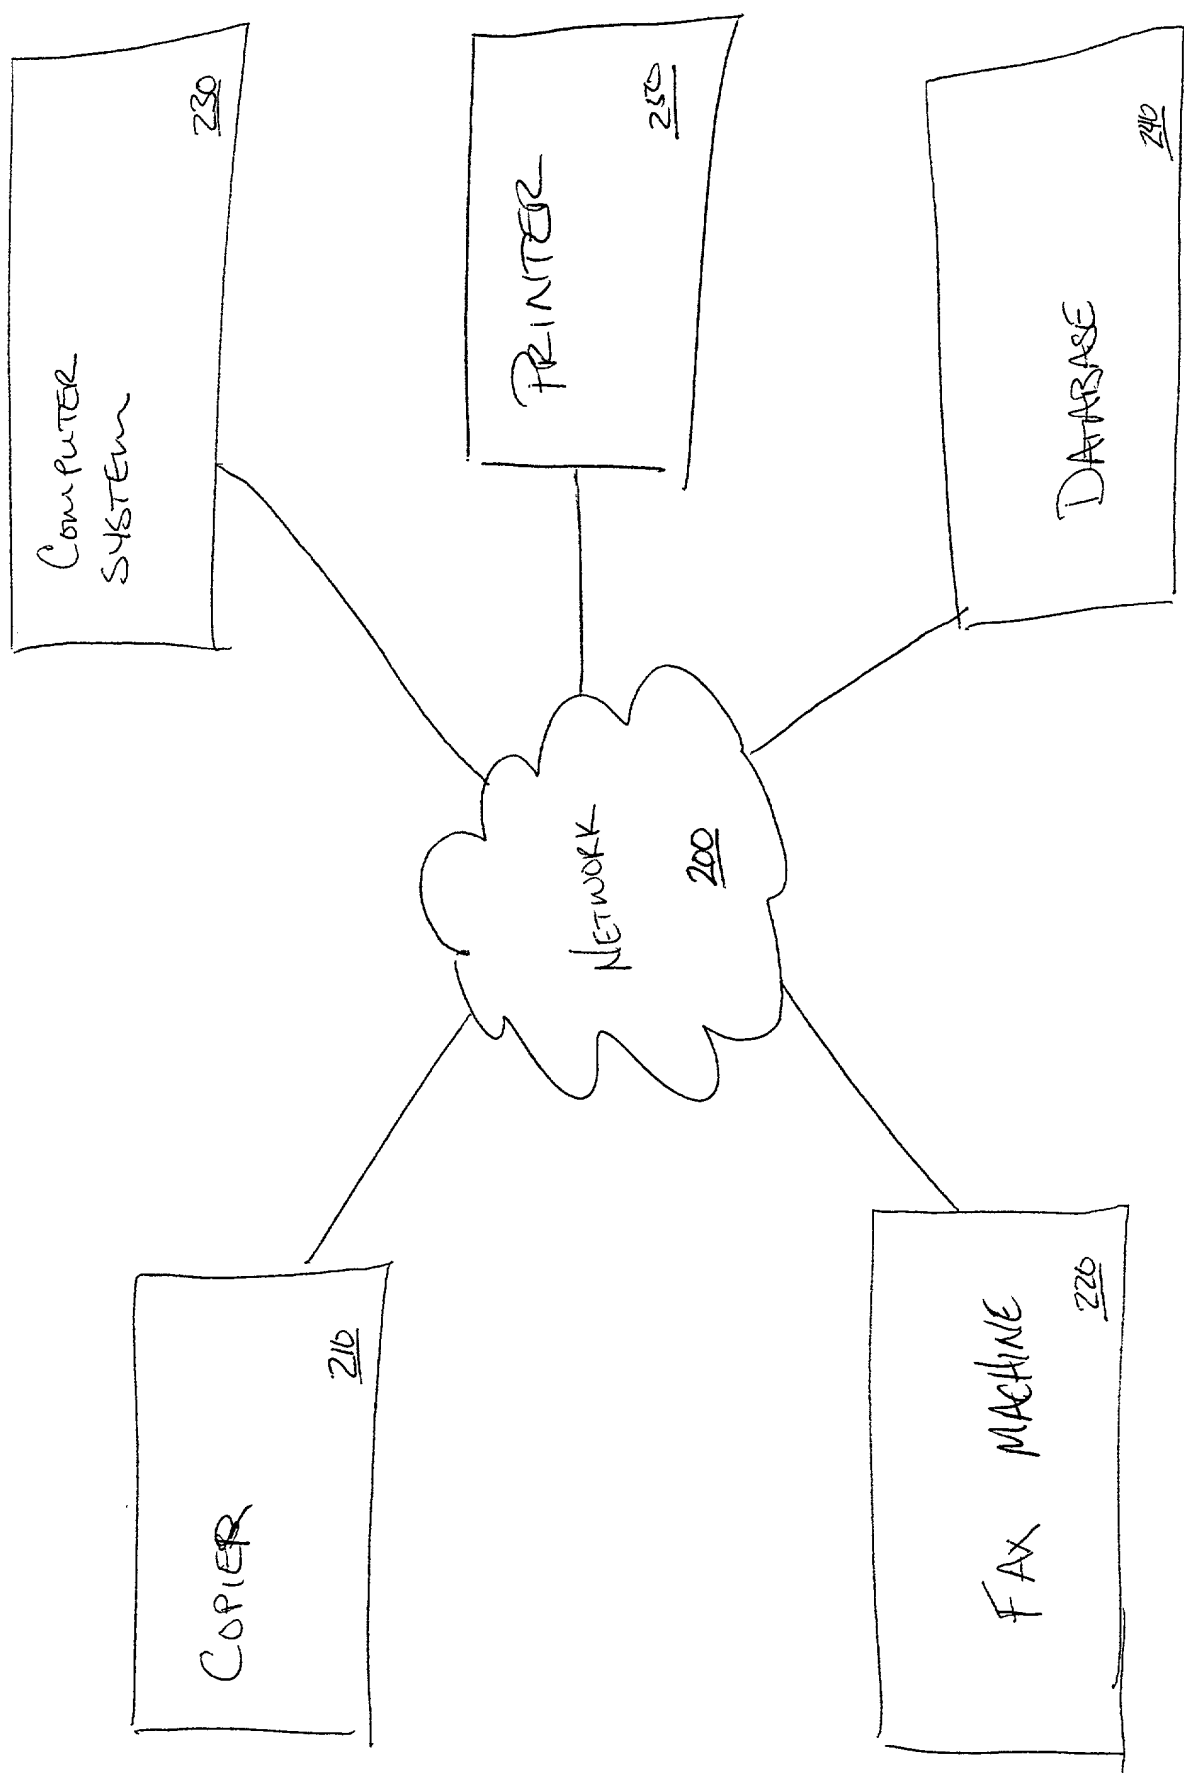 COMPUTER
SYSTEM
230
COPIER
210
PRINTER
250
NETWORK
200
DATABASE
240
FAX MACHINE
220